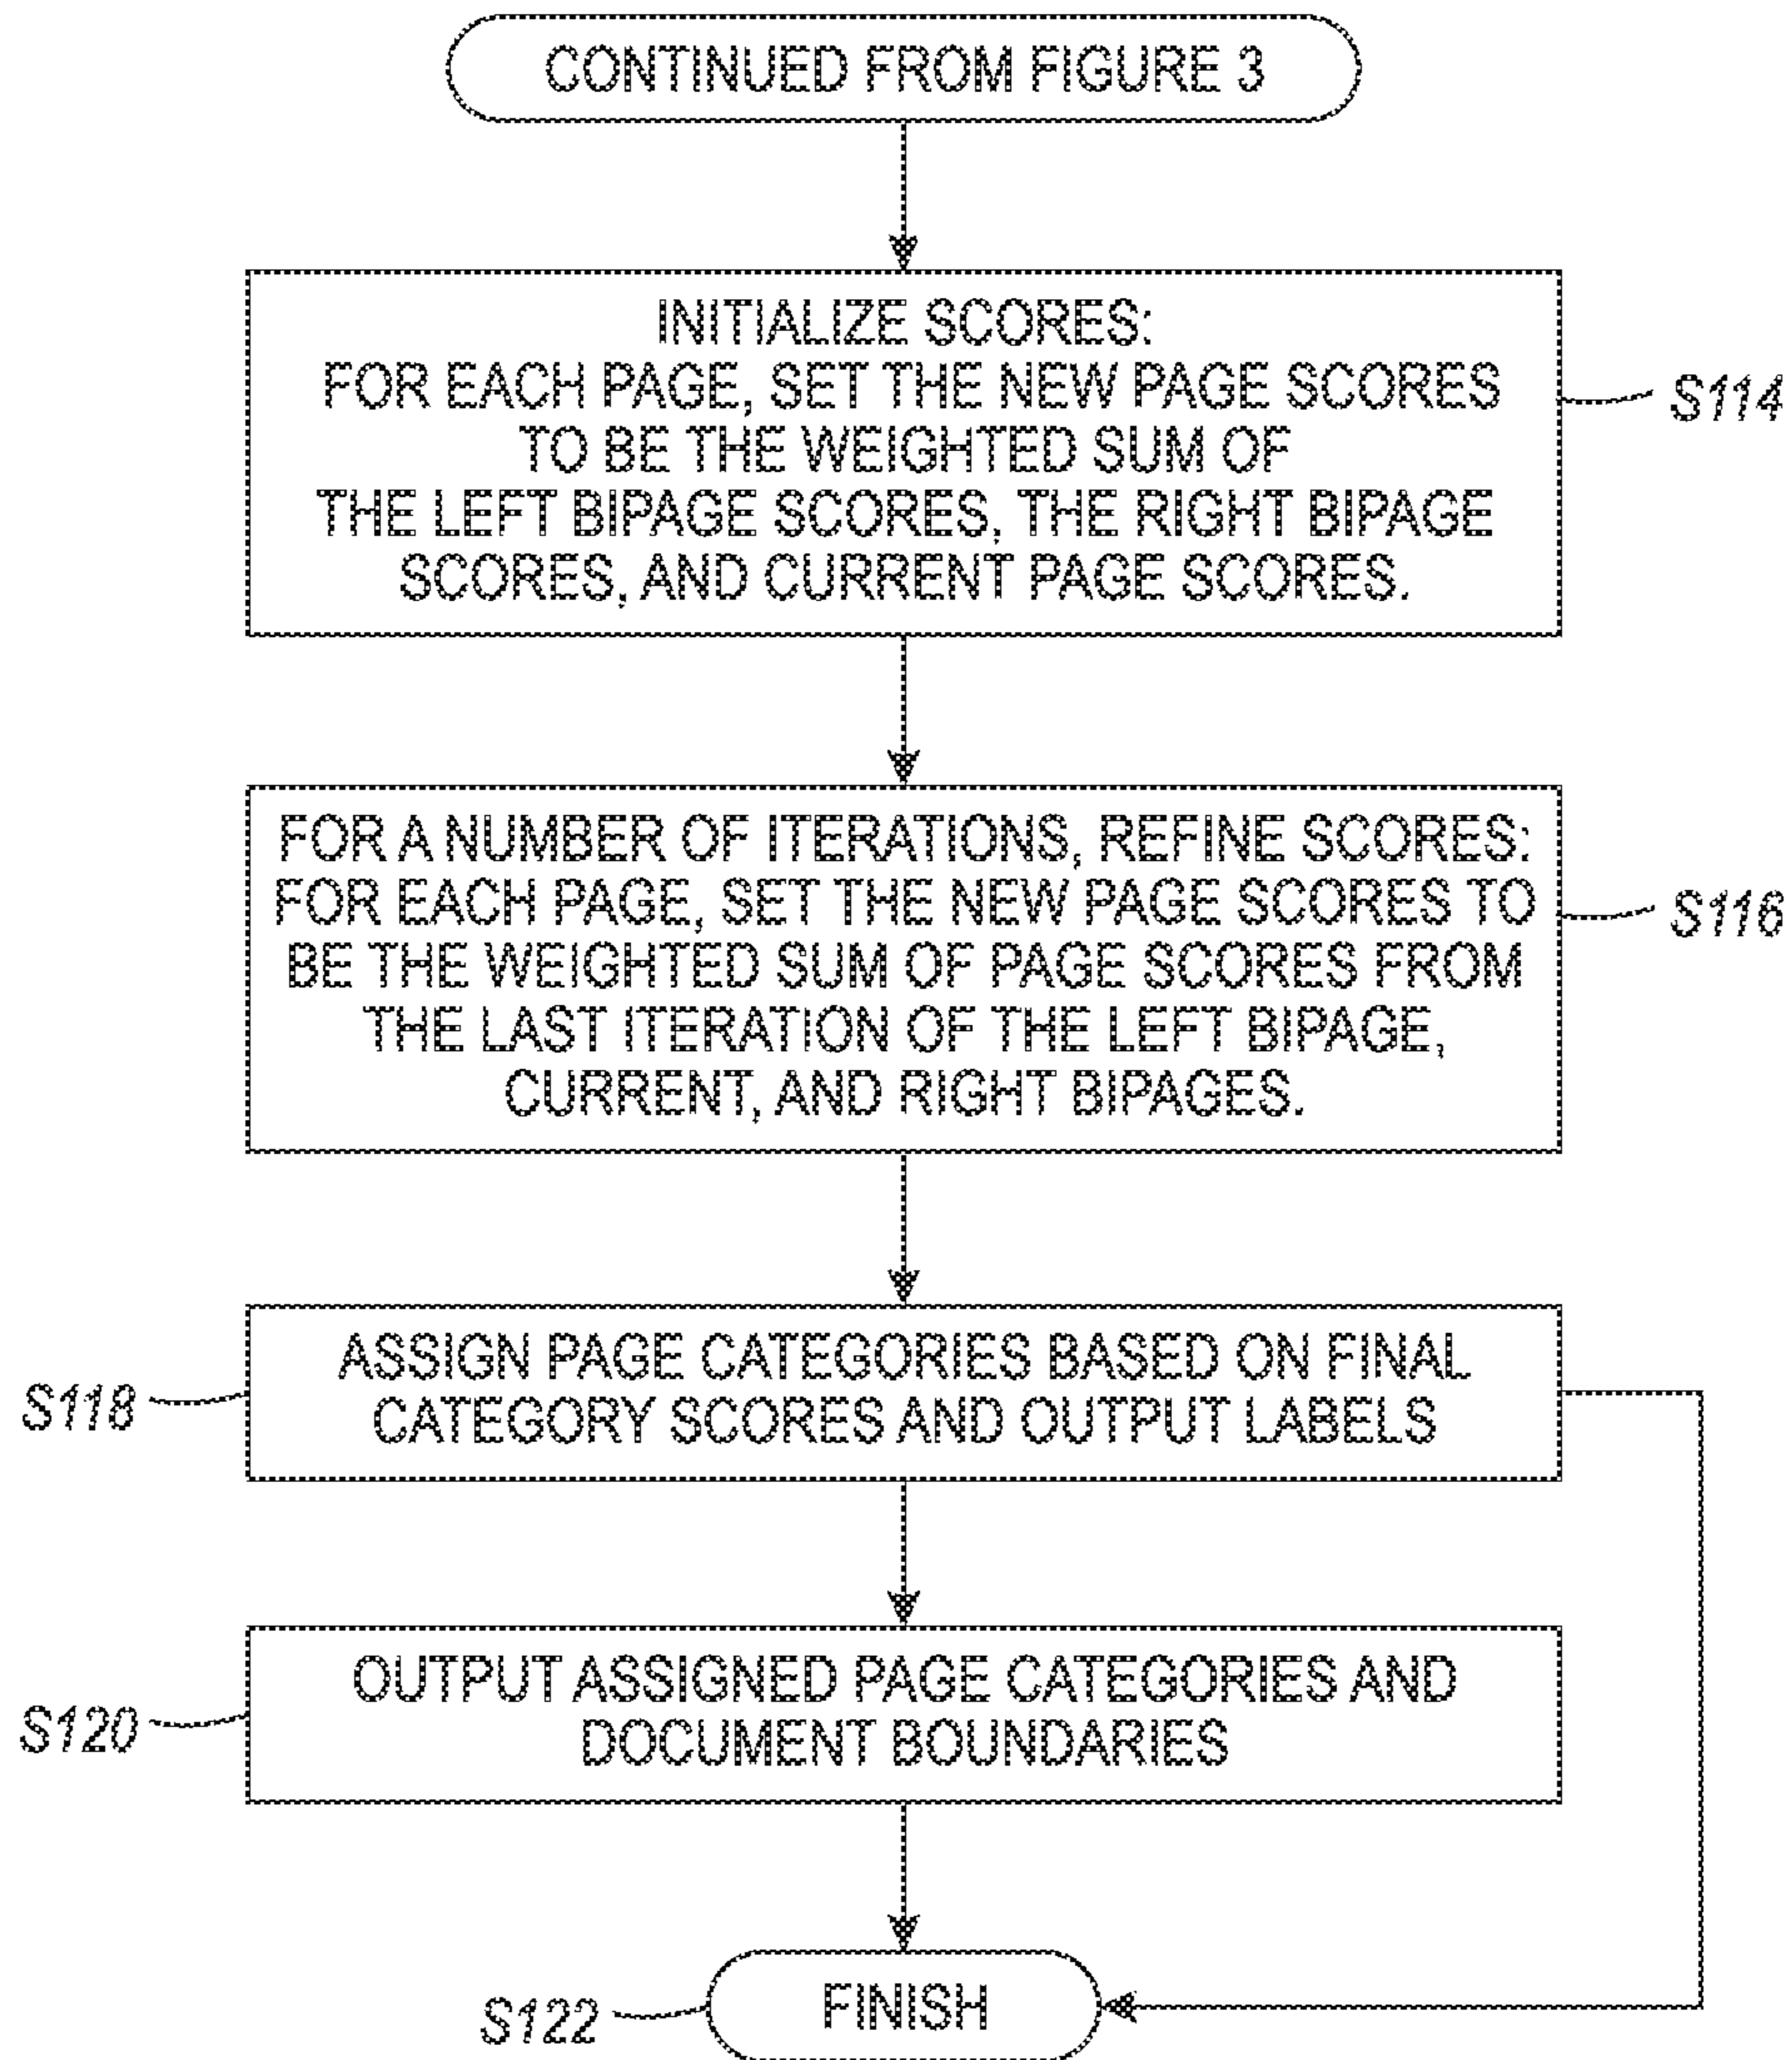 CONTINUED FROM FIGURE 3
INITIALIZE SCORES:
FOR EACH PAGE, SET THE NEW PAGE SCORES
TO BE THE WEIGHTED SUM OF
THE LEFT BIPAGE SCORES, THE RIGHT BIPAGE
SCORES, AND CURRENT PAGE SCORES.
S114
FOR A NUMBER OF ITERATIONS, REFINE SCORES:
FOR EACH PAGE, SET THE NEW PAGE SCORES TO
BE THE WEIGHTED SUM OF PAGE SCORES FROM
THE LAST ITERATION OF THE LEFT BIPAGE,
CURRENT, AND RIGHT BIPAGES.
S116
ASSIGN PAGE CATEGORIES BASED ON FINAL
CATEGORY SCORES AND OUTPUT LABELS
S118
OUTPUT ASSIGNED PAGE CATEGORIES AND
DOCUMENT BOUNDARIES
S120
FINISH
S122